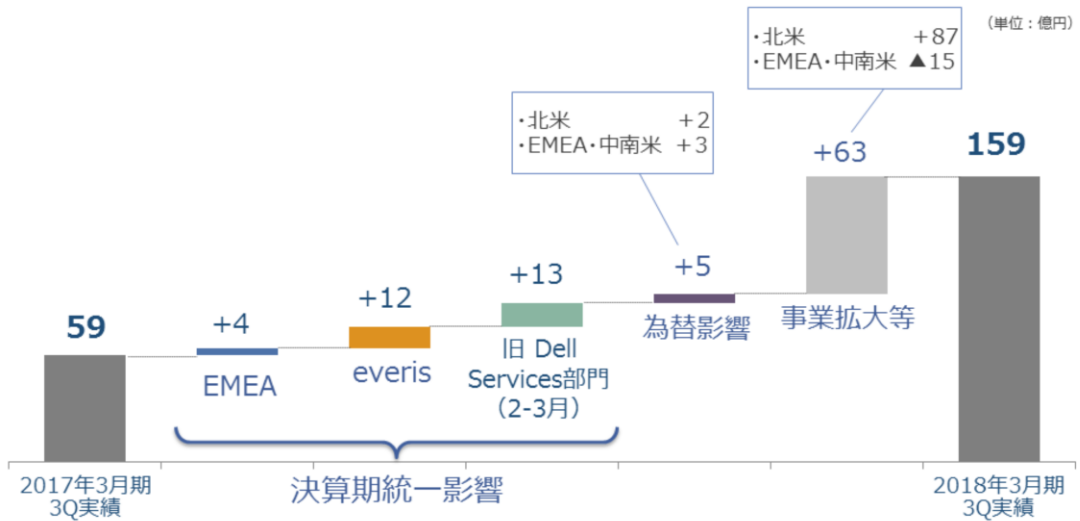 （単位：億円）
・北米 ＋87
・EMEA・中南米 ▲15
・北米 ＋2
・EMEA・中南米 ＋3
59
+4
+12
+13
+5
+63
159
EMEA
everis
旧 Dell
Services部門
（2-3月）
為替影響
事業拡大等
2017年3月期
3Q実績
決算期統一影響
2018年3月期
3Q実績